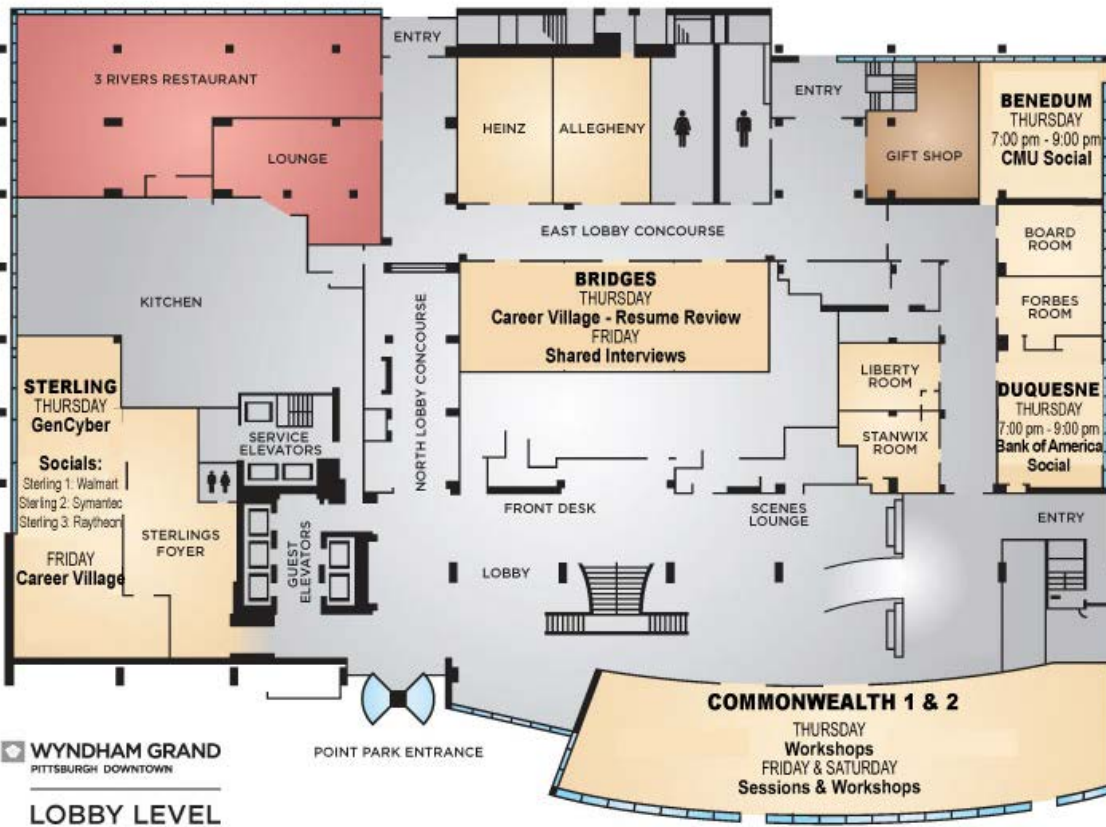 ENTRY
3 RIVERS RESTAURANT
LOUNGE
HEINZ
ALLEGHENY
ENTRY
GIFT SHOP
BENEDUM
THURSDAY
7:00 pm - 9:00 pm
CMU Social
EAST LOBBY CONCOURSE
BOARD
ROOM
KITCHEN
NORTH LOBBY CONCOURSE
BRIDGES
THURSDAY
Career Village - Resume Review
FRIDAY
Shared Interviews
FORBES
ROOM
LIBERTY
ROOM
STANWIX
ROOM
DUQUESNE
THURSDAY
7:00 pm - 9:00 pm
Bank of America
Social
STERLING
THURSDAY
GenCyber
Socials:
Sterling 1: Walmart
Sterling 2: Symantec
Sterling 3: Raytheon
FRIDAY
Career Village
STERLINGS
FOYER
SERVICE
ELEVATORS
GUEST
ELEVATORS
FRONT DESK
SCENES
LOUNGE
ENTRY
LOBBY
COMMONWEALTH 1 & 2
THURSDAY
Workshops
FRIDAY & SATURDAY
Sessions & Workshops
POINT PARK ENTRANCE
WYNDHAM GRAND
PITTSBURGH DOWNTOWN
LOBBY LEVEL